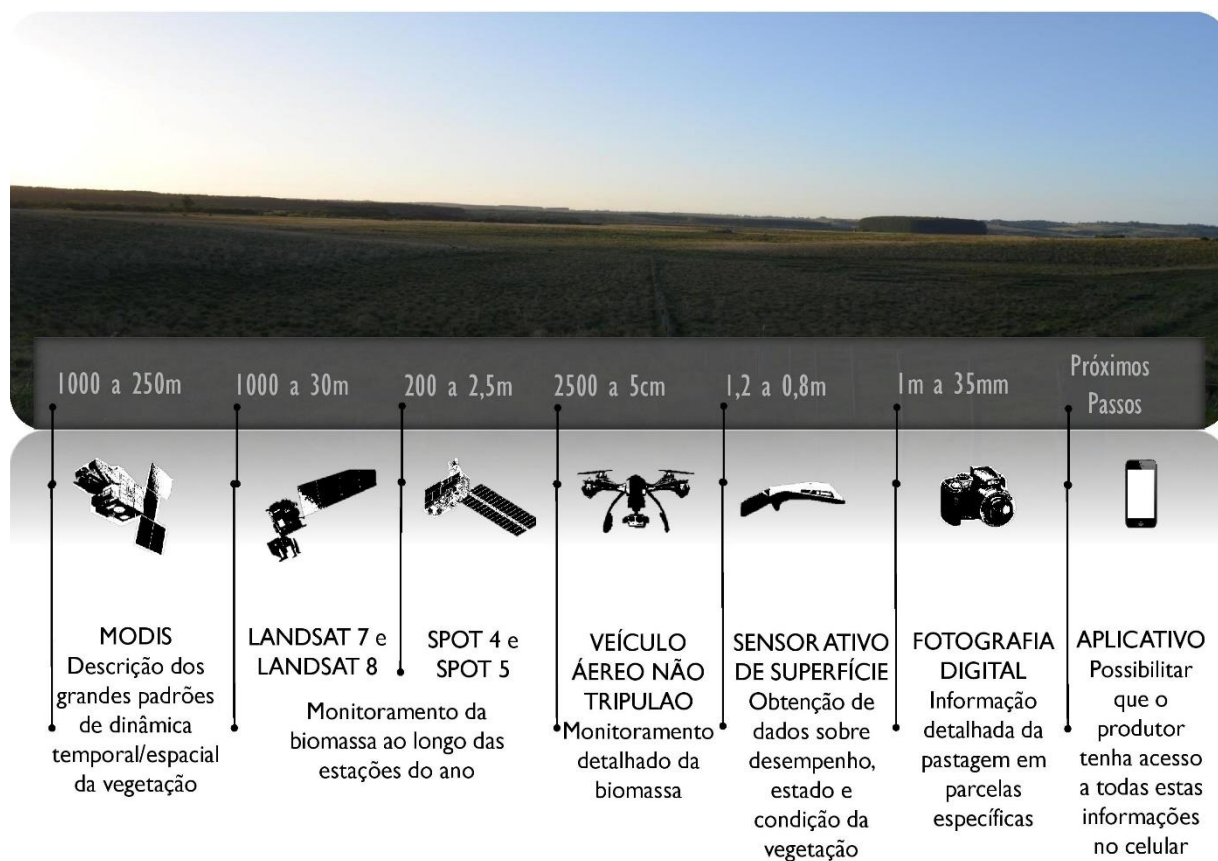 1000 a 250m
1000 a 30m
200 a 2,5m
2500 a 5cm
1,2 a 0,8m
1m a 35mm
Próximos
Passos
MODIS
Descrição dos
grandes padrões
de dinâmica
temporal/espacial
da vegetação
LANDSAT 7 e
LANDSAT 8
SPOT 4 e
SPOT 5
Monitoramento da
biomassa ao longo das
estações do ano
VEÍCULO
ÁEREO NÃO
TRIPULAO
Monitoramento
detalhado da
biomassa
SENSOR ATIVO
DE SUPERFÍCIE
Obtenção de
dados sobre
desempenho,
estado e
condição da
vegetação
FOTOGRAFIA
DIGITAL
Informação
detalhada da
pastagem em
parcelas
específicas
APLICATIVO
Possibilitar
que o
produtor
tenha acesso
a todas estas
informações
no celular